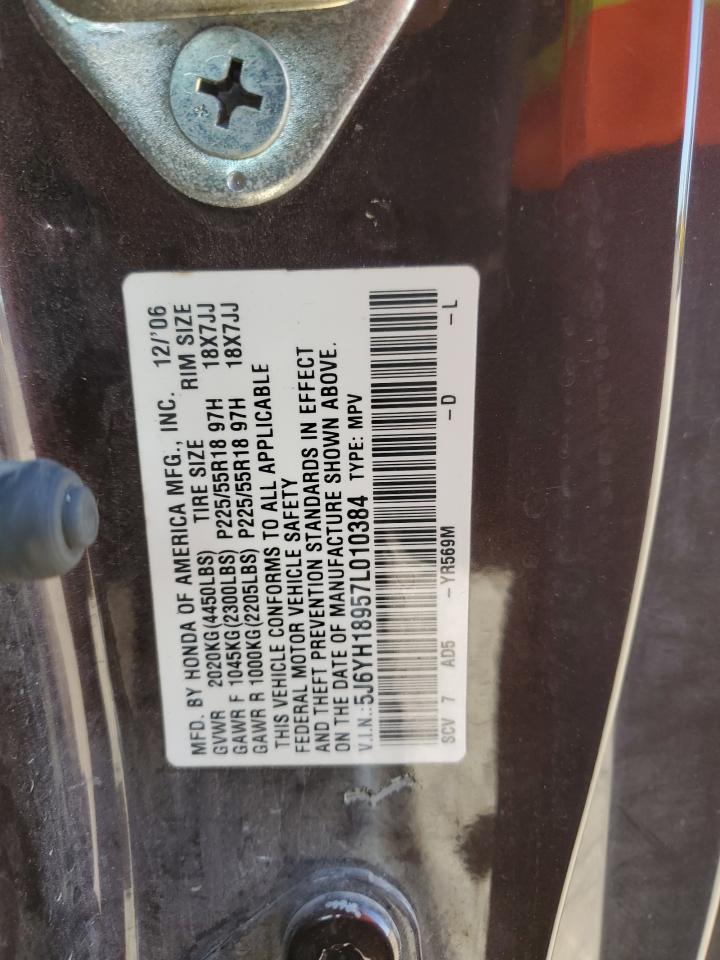 MFD. BY HONDA OF AMERICA MFG., INC. 12/'06
GVWR 2020KG(4450LBS) TIRE SIZE RIM SIZE
GAWR F 1045KG(2300LBS) P225/55R18 97H 18X7JJ
GAWR R 1000KG(2205LBS) P225/55R18 97H 18X7JJ
THIS VEHICLE CONFORMS TO ALL APPLICABLE
FEDERAL MOTOR VEHICLE SAFETY
AND THEFT PREVENTION STANDARDS IN EFFECT
ON THE DATE OF MANUFACTURE SHOWN ABOVE.
V.I.N.:5J6YH18957L010384 TYPE: MPV
SCV 7 AD5 -YR569M -D -L